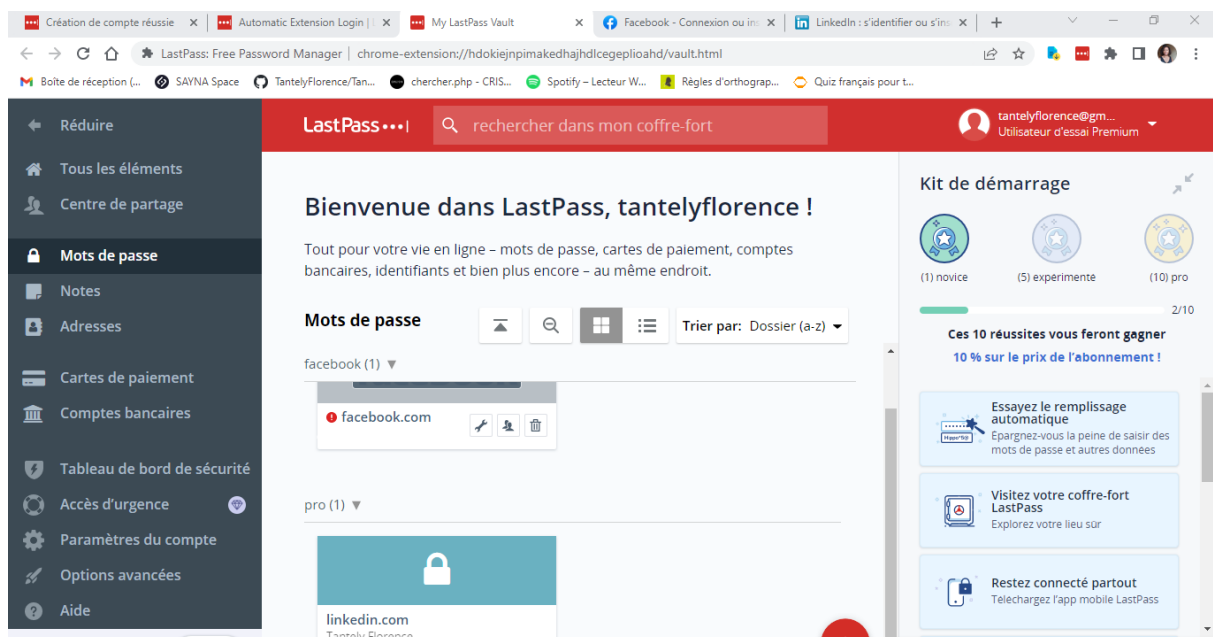 Création de compte réussie
Automatic Extension Login |
My LastPass Vault
Facebook - Connexion ou ins
LinkedIn : s'identifier ou s'ins
LastPass: Free Password Manager | chrome-extension://hdokiejnpimakedhajhdlcegeplioahd/vault.html
Boîte de réception (...
SAYNA Space
TantelyFlorence/Tan...
chercher.php - CRIS...
Spotify – Lecteur W...
Règles d'orthograp...
Quiz français pour t...
Réduire
Tous les éléments
Centre de partage
Mots de passe
Notes
Adresses
Cartes de paiement
Comptes bancaires
Tableau de bord de sécurité
Accès d'urgence
Paramètres du compte
Options avancées
Aide
LastPass
rechercher dans mon coffre-fort
tantelyflorence@gm...
Utilisateur d'essai Premium
Bienvenue dans LastPass, tantelyflorence !
Tout pour votre vie en ligne – mots de passe, cartes de paiement, comptes
bancaires, identifiants et bien plus encore – au même endroit.
Mots de passe
Trier par: Dossier (a-z)
facebook (1)
facebook.com
pro (1)
linkedin.com
Tantely Florence
Kit de démarrage
(1) novice
(5) expérimenté
(10) pro
2/10
Ces 10 réussites vous feront gagner
10 % sur le prix de l'abonnement !
Essayez le remplissage
automatique
Épargnez-vous la peine de saisir des
mots de passe et autres données
Visitez votre coffre-fort
LastPass
Explorez votre lieu sûr
Restez connecté partout
Téléchargez l'app mobile LastPass